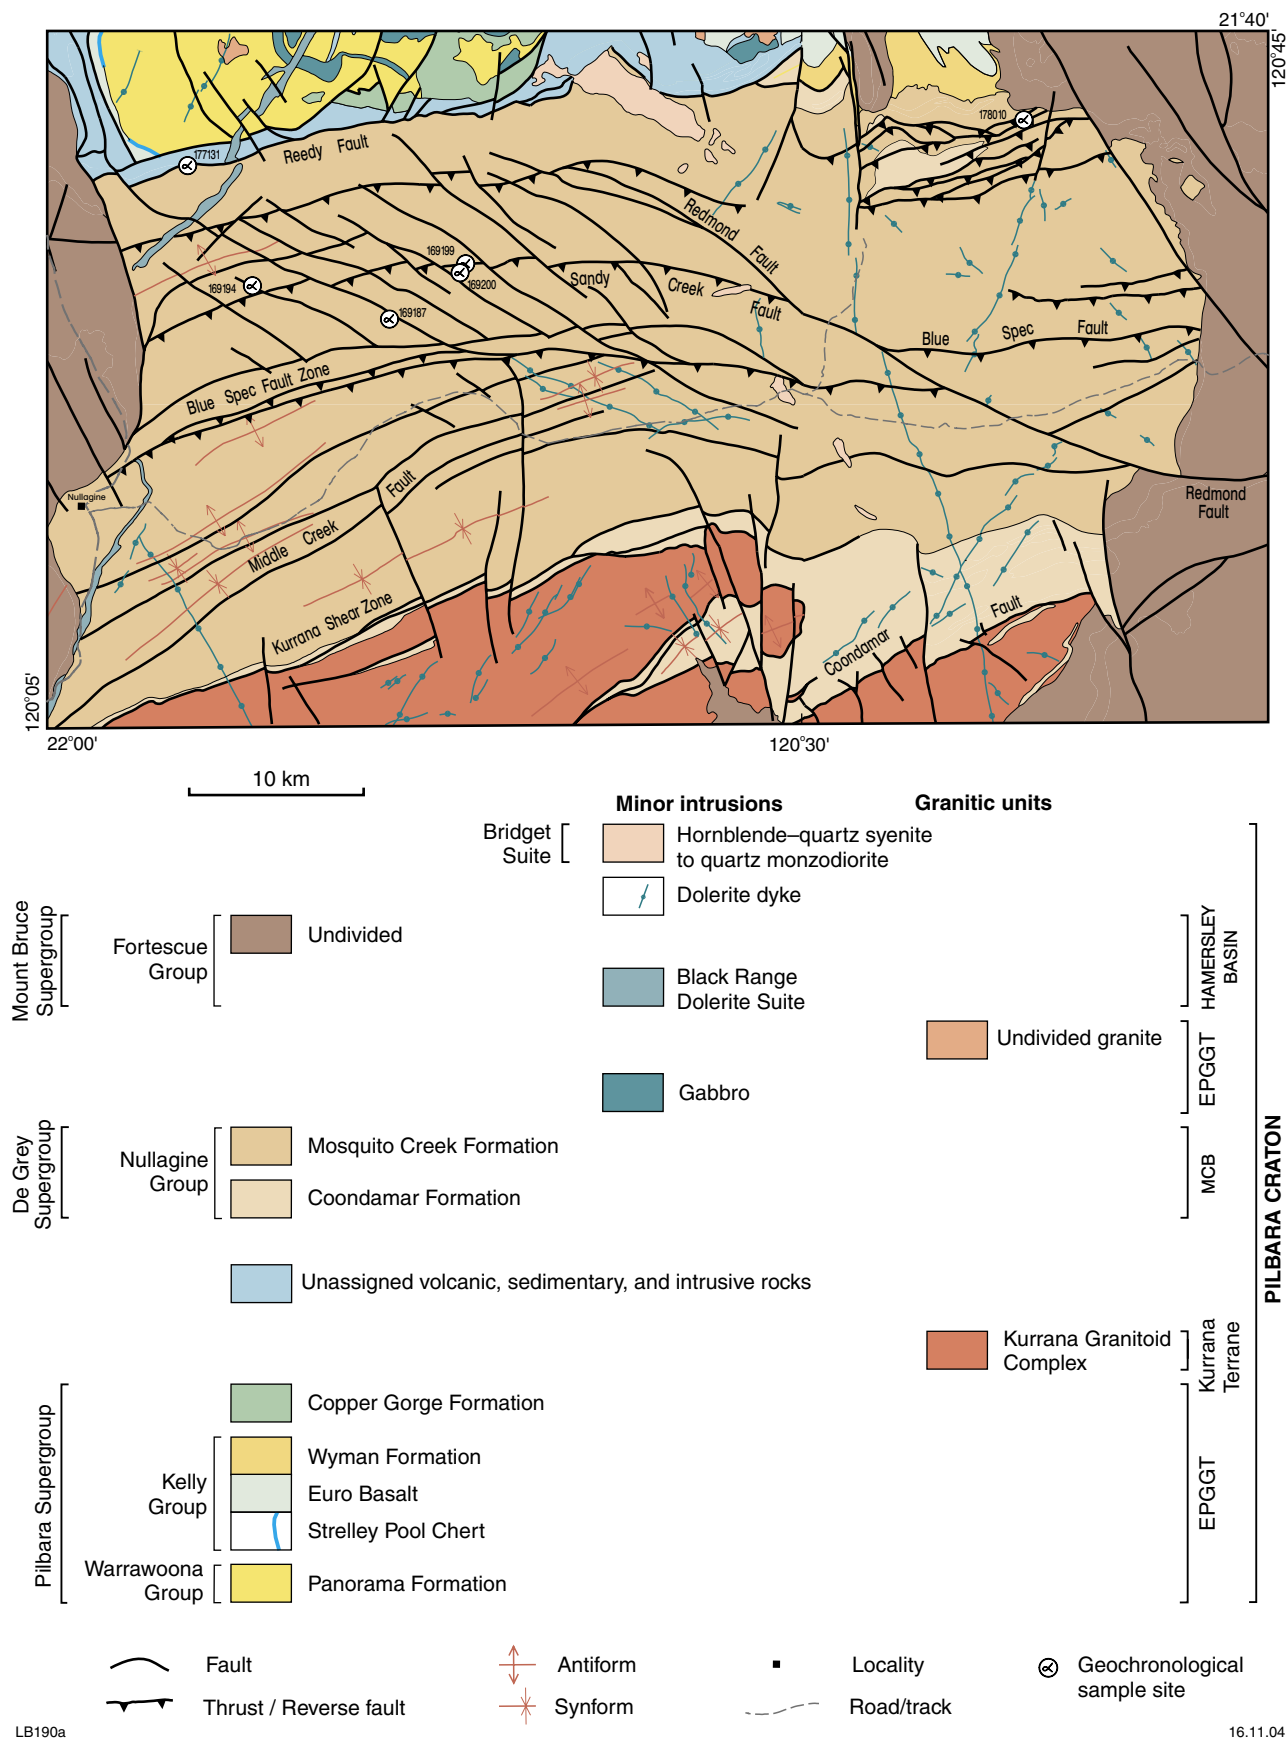 21°40'
120°45'
178010
177131
Reedy Fault
Redmond
Fault
169199
169200
169194
169187
Sandy
Creek
Fault
Blue
Spec
Fault
Blue Spec Fault Zone
Nullagine
Middle Creek
Fault
Redmond
Fault
Kurrana Shear Zone
Coondamar
Fault
120°05'
22°00'
120°30'
10 km
Minor intrusions
Granitic units
Bridget
Suite
Hornblende–quartz syenite
to quartz monzodiorite
Dolerite dyke
Mount Bruce
Supergroup
Fortescue
Group
Undivided
Black Range
Dolerite Suite
HAMERSLEY
BASIN
Undivided granite
EPGGT
Gabbro
De Grey
Supergroup
Nullagine
Group
Mosquito Creek Formation
Coondamar Formation
MCB
PILBARA CRATON
Unassigned volcanic, sedimentary, and intrusive rocks
Kurrana Granitoid
Complex
Kurrana
Terrane
Pilbara Supergroup
Copper Gorge Formation
Kelly
Group
Wyman Formation
Euro Basalt
Strelley Pool Chert
EPGGT
Warrawoona
Group
Panorama Formation
Fault
Antiform
Locality
Geochronological
sample site
Thrust / Reverse fault
Synform
Road/track
LB190a
16.11.04